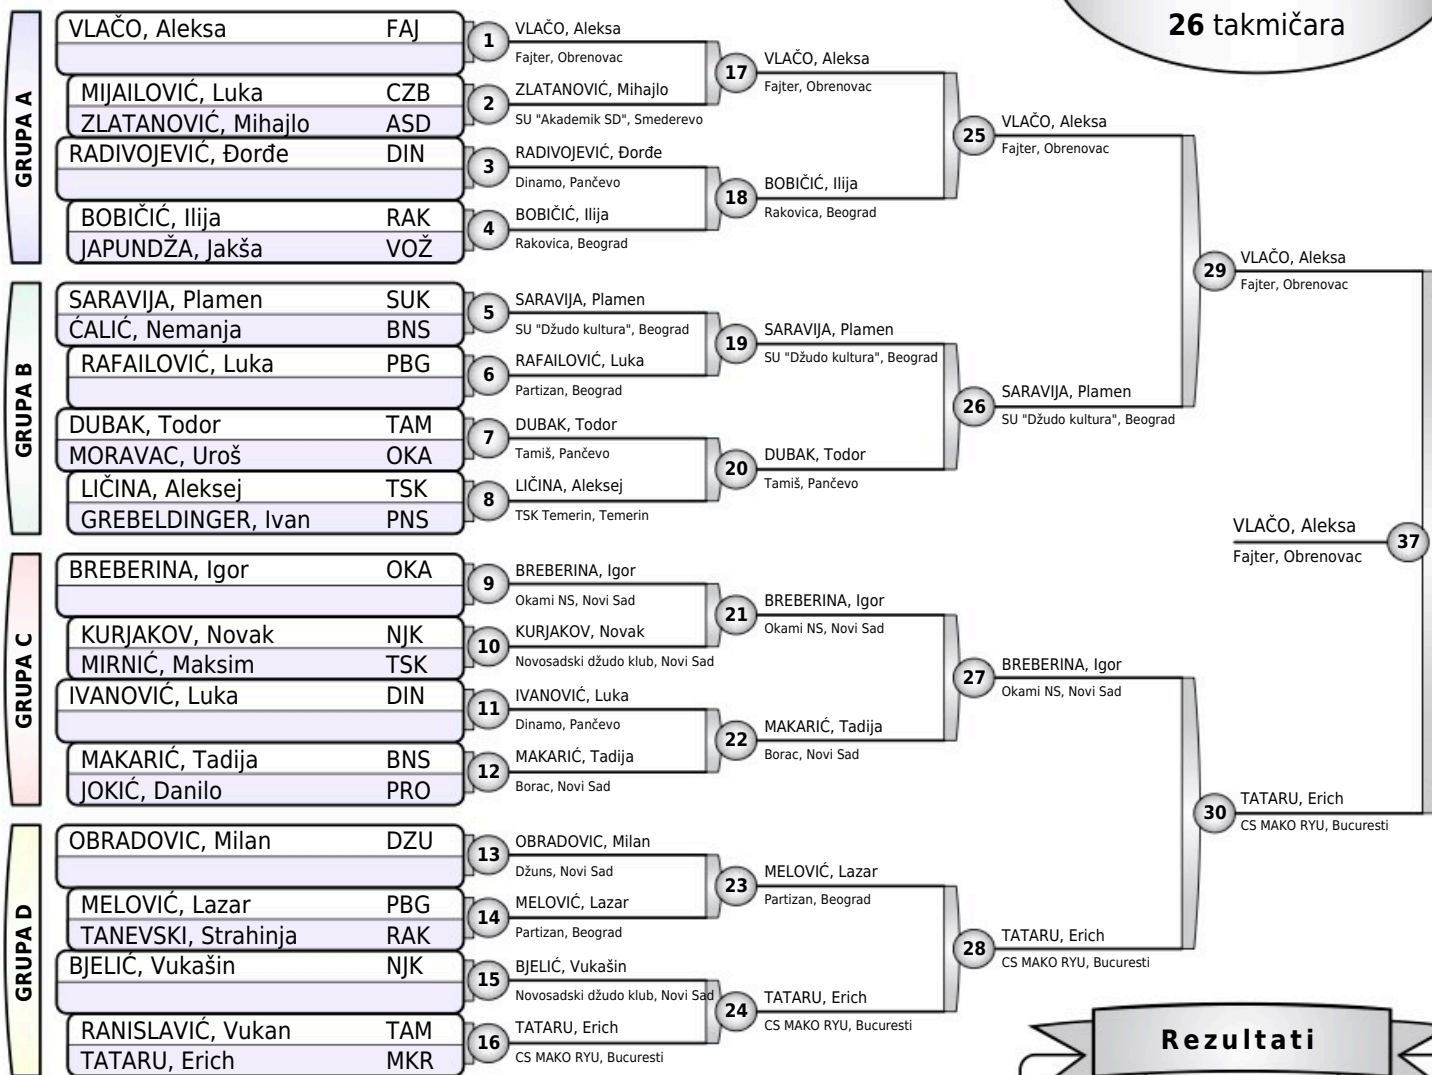 26 takmičara
GRUPA A
VLAČO, Aleksa FAJ
MIJAILOVIĆ, Luka CZB
ZLATANOVIĆ, Mihajlo ASD
RADIVOJEVIĆ, Đorđe DIN
BOBIČIĆ, Ilija RAK
JAPUNDŽA, Jakša VOŽ
GRUPA B
SARAVIJA, Plamen SUK
ĆALIĆ, Nemanja BNS
RAFAILOVIĆ, Luka PBG
DUBAK, Todor TAM
MORAVAC, Uroš OKA
LIČINA, Aleksej TSK
GREBELDINGER, Ivan PNS
GRUPA C
BREBERINA, Igor OKA
KURJAKOV, Novak NJK
MIRNIĆ, Maksim TSK
IVANOVIĆ, Luka DIN
MAKARIĆ, Tadija BNS
JOKIĆ, Danilo PRO
GRUPA D
OBRADOVIC, Milan DZU
MELOVIĆ, Lazar PBG
TANEVSKI, Strahinja RAK
BJELIĆ, Vukašin NJK
RANISLAVIĆ, Vukan TAM
TATARU, Erich MKR
1 VLAČO, Aleksa
Fajter, Obrenovac
2 ZLATANOVIĆ, Mihajlo
SU "Akademik SD", Smederevo
3 RADIVOJEVIĆ, Đorđe
Dinamo, Pančevo
4 BOBIČIĆ, Ilija
Rakovica, Beograd
5 SARAVIJA, Plamen
SU "Džudo kultura", Beograd
6 RAFAILOVIĆ, Luka
Partizan, Beograd
7 DUBAK, Todor
Tamiš, Pančevo
8 LIČINA, Aleksej
TSK Temerin, Temerin
9 BREBERINA, Igor
Okami NS, Novi Sad
10 KURJAKOV, Novak
Novosadski džudo klub, Novi Sad
11 IVANOVIĆ, Luka
Dinamo, Pančevo
12 MAKARIĆ, Tadija
Borac, Novi Sad
13 OBRADOVIC, Milan
Džuns, Novi Sad
14 MELOVIĆ, Lazar
Partizan, Beograd
15 BJELIĆ, Vukašin
Novosadski džudo klub, Novi Sad
16 TATARU, Erich
CS MAKO RYU, Bucuresti
17 VLAČO, Aleksa
Fajter, Obrenovac
18 BOBIČIĆ, Ilija
Rakovica, Beograd
19 SARAVIJA, Plamen
SU "Džudo kultura", Beograd
20 DUBAK, Todor
Tamiš, Pančevo
21 BREBERINA, Igor
Okami NS, Novi Sad
22 MAKARIĆ, Tadija
Borac, Novi Sad
23 MELOVIĆ, Lazar
Partizan, Beograd
24 TATARU, Erich
CS MAKO RYU, Bucuresti
25 VLAČO, Aleksa
Fajter, Obrenovac
26 SARAVIJA, Plamen
SU "Džudo kultura", Beograd
27 BREBERINA, Igor
Okami NS, Novi Sad
28 TATARU, Erich
CS MAKO RYU, Bucuresti
29 VLAČO, Aleksa
Fajter, Obrenovac
30 TATARU, Erich
CS MAKO RYU, Bucuresti
VLAČO, Aleksa 37
Fajter, Obrenovac
Rezultati